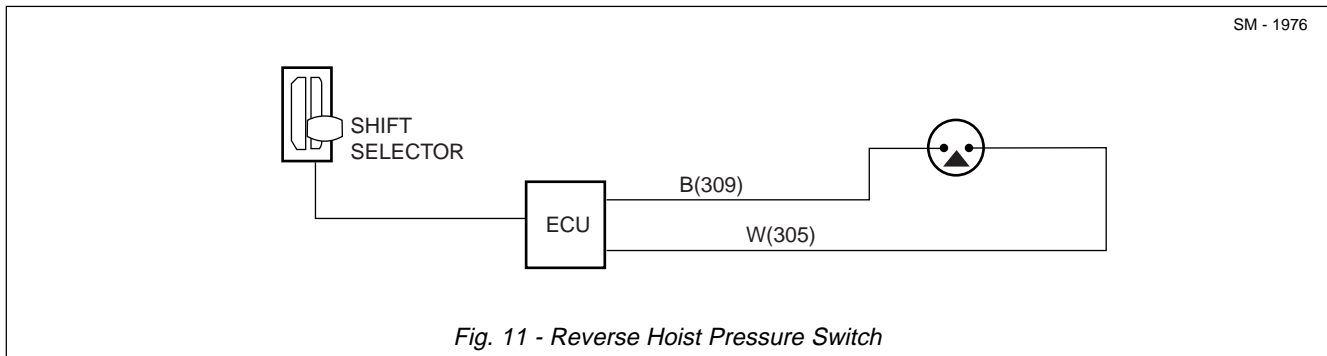 SM - 1976
SHIFT
SELECTOR
B(309)
ECU
W(305)
Fig. 11 - Reverse Hoist Pressure Switch